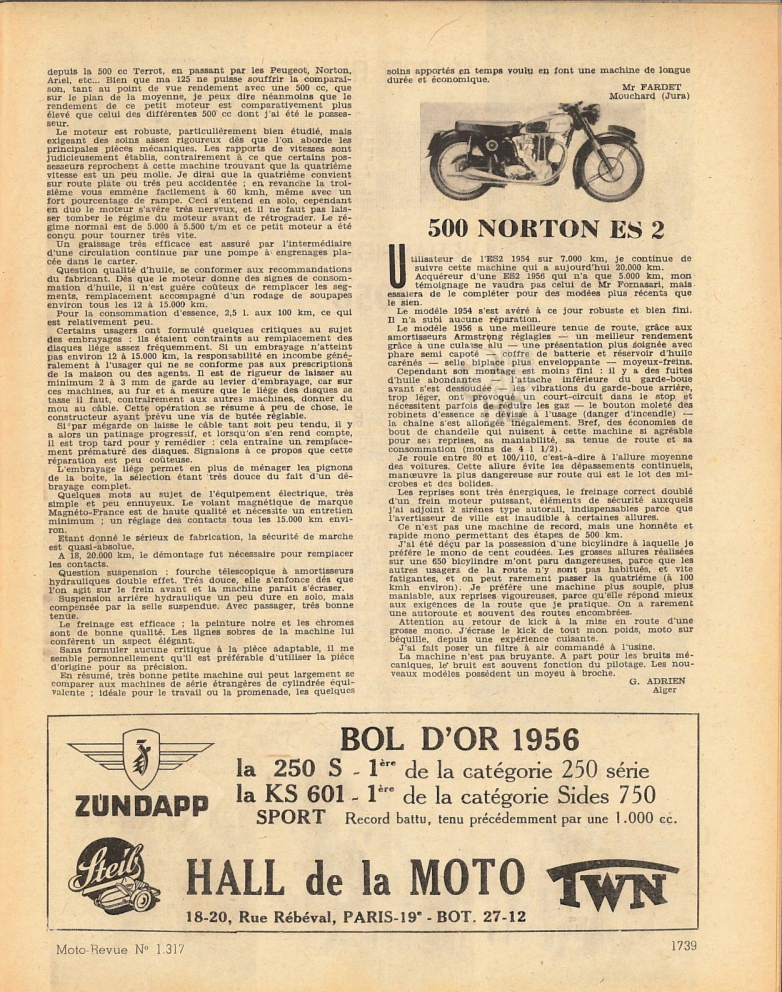 depuis la 500 cc Terrot, en passant par les Peugeot, Norton,
Ariel, etc... Bien que ma 125 ne puisse souffrir la comparai-
son, tant au point de vue rendement avec une 500 cc, que
sur le plan de la moyenne, je peux dire néanmoins que le
rendement de ce petit moteur est comparativement plus
élevé que celui des différentes 500 cc dont j'ai été le posses-
seur.
Le moteur est robuste, particulièrement bien étudié, mais
exigeant des soins assez rigoureux dès que l'on aborde les
principales pièces mécaniques. Les rapports de vitesses sont
judicieusement établis, contrairement à ce que certains pos-
sesseurs reprochent à cette machine trouvant que la quatrième
vitesse est un peu molle. Je dirai que la quatrième convient
sur route plate ou très peu accidentée ; en revanche la troi-
sième vous emmène facilement à 60 kmh, même avec un
fort pourcentage de rampe. Ceci s'entend en solo, cependant
en duo le moteur s'avère très nerveux, et il ne faut pas lais-
ser tomber le régime du moteur avant de rétrograder. Le ré-
gime normal est de 5.000 à 5.500 t/m et ce petit moteur a été
conçu pour tourner très vite.
Un graissage très efficace est assuré par l'intermédiaire
d'une circulation continue par une pompe à engrenages pla-
cée dans le carter.
Question qualité d'huile, se conformer aux recommandations
du fabricant. Dès que le moteur donne des signes de consom-
mation d'huile, il n'est guère coûteux de remplacer les seg-
ments, remplacement accompagné d'un rodage de soupapes
environ tous les 12 à 15.000 km.
Pour la consommation d'essence, 2,5 l. aux 100 km, ce qui
est relativement peu.
Certains usagers ont formulé quelques critiques au sujet
des embrayages : ils étaient contraints au remplacement des
disques liège assez fréquemment. Si un embrayage n'atteint
pas environ 12 à 15.000 km, la responsabilité en incombe géné-
ralement à l'usager qui ne se conforme pas aux prescriptions
de la maison ou des agents. Il est de rigueur de laisser au
minimum 2 à 3 mm de garde au levier d'embrayage, car sur
ces machines, au fur et à mesure que le liège des disques se
tasse il faut, contrairement aux autres machines, donner du
mou au câble. Cette opération se résume à peu de chose, le
constructeur ayant prévu une vis de butée réglable.
Si par mégarde on laisse le câble tant soit peu tendu, il y
a alors un patinage progressif, et lorsqu'on s'en rend compte,
il est trop tard pour y remédier ; cela entraîne un remplace-
ment prématuré des disques. Signalons à ce propos que cette
réparation est peu coûteuse.
L'embrayage liège permet en plus de ménager les pignons
de la boîte, la sélection étant très douce du fait d'un dé-
brayage complet.
Quelques mots au sujet de l'équipement électrique, très
simple et peu ennuyeux. Le volant magnétique de marque
Magnéto-France est de haute qualité et nécessite un entretien
minimum ; un réglage des contacts tous les 15.000 km envi-
ron.
Etant donné le sérieux de fabrication, la sécurité de marche
est quasi-absolue.
A 18, 20.000 km, le démontage fut nécessaire pour remplacer
les contacts.
Question suspension : fourche télescopique à amortisseurs
hydrauliques double effet. Très douce, elle s'enfonce dès que
l'on agit sur le frein avant et la machine paraît s'écraser.
Suspension arrière hydraulique un peu dure en solo, mais
compensée par la selle suspendue. Avec passager, très bonne
tenue.
Le freinage est efficace ; la peinture noire et les chromes
sont de bonne qualité. Les lignes sobres de la machine lui
confèrent un aspect élégant.
Sans formuler aucune critique à la pièce adaptable, il me
semble personnellement qu'il est préférable d'utiliser la pièce
d'origine pour sa précision.
En résumé, très bonne petite machine qui peut largement se
comparer aux machines de série étrangères de cylindrée équi-
valente ; idéale pour le travail ou la promenade, les quelques
soins apportés en temps voulu en font une machine de longue
durée et économique.
Mr FARDET
Mouchard (Jura)
500 NORTON ES 2
Utilisateur de l'ES2 1954 sur 7.000 km, je continue de
suivre cette machine qui a aujourd'hui 20.000 km.
Acquéreur d'une ES2 1956 qui n'a que 5.000 km, mon
témoignage ne vaudra pas celui de Mr Fornasari, mais
essaiera de le compléter pour des modèles plus récents que
le sien.
Le modèle 1954 s'est avéré à ce jour robuste et bien fini.
Il n'a subi aucune réparation.
Le modèle 1956 a une meilleure tenue de route, grâce aux
amortisseurs Armstrong réglables — un meilleur rendement
grâce à une culasse alu — une présentation plus soignée avec
phare semi capoté — coffre de batterie et réservoir d'huile
carénés — selle biplace plus enveloppante — moyeux-freins.
Cependant son montage est moins fini : il y a des fuites
d'huile abondantes — l'attache inférieure du garde-boue
avant s'est dessoudée — les vibrations du garde-boue arrière,
trop léger, ont provoqué un court-circuit dans le stop et
nécessitent parfois de réduire les gaz — le bouton moleté des
robinets d'essence se dévisse à l'usage (danger d'incendie) —
la chaîne s'est allongée inégalement. Bref, des économies de
bout de chandelle qui nuisent à cette machine si agréable
pour ses reprises, sa maniabilité, sa tenue de route et sa
consommation (moins de 4 l 1/2).
Je roule entre 80 et 100/110, c'est-à-dire à l'allure moyenne
des voitures. Cette allure évite les dépassements continuels,
manœuvre la plus dangereuse sur route qui est le lot des mi-
crobes et des bolides.
Les reprises sont très énergiques, le freinage correct doublé
d'un frein moteur puissant, éléments de sécurité auxquels
j'ai adjoint 2 sirènes type autorail, indispensables parce que
l'avertisseur de ville est inaudible à certaines allures.
Ce n'est pas une machine de record, mais une honnête et
rapide mono permettant des étapes de 500 km.
J'ai été déçu par la possession d'une bicylindre à laquelle je
préfère le mono de cent coudées. Les grosses allures réalisées
sur une 650 bicylindre m'ont paru dangereuses, parce que les
autres usagers de la route n'y sont pas habitués, et vite
fatigantes, et on peut rarement passer la quatrième (à 100
kmh environ). Je préfère une machine plus souple, plus
maniable, aux reprises vigoureuses, parce qu'elle répond mieux
aux exigences de la route que je pratique. On a rarement
une autoroute et souvent des routes encombrées.
Attention au retour de kick à la mise en route d'une
grosse mono. J'écrase le kick de tout mon poids, moto sur
béquille, depuis une expérience cuisante.
J'ai fait poser un filtre à air commandé à l'usine.
La machine n'est pas bruyante. A part pour les bruits mé-
caniques, le bruit est souvent fonction du pilotage. Les nou-
veaux modèles possèdent un moyeu à broche.
G. ADRIEN
Alger
BOL D'OR 1956
la 250 S - 1ère de la catégorie 250 série
la KS 601 - 1ère de la catégorie Sides 750
SPORT Record battu, tenu précédemment par une 1.000 cc.
ZÜNDAPP
Steib
HALL de la MOTO
TWN
18-20, Rue Rébéval, PARIS-19e - BOT. 27-12
Moto-Revue No 1.317
1739